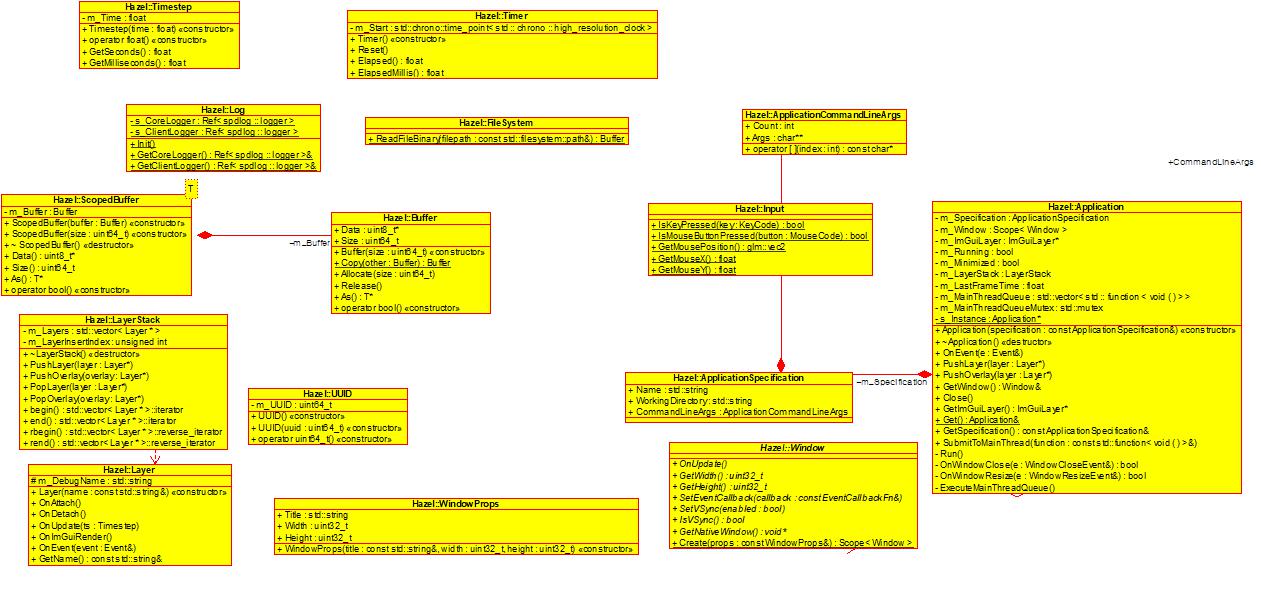 Hazel::Timestep
- m_Time : float
+ Timestep(time : float) «constructor»
+ operator float() «constructor»
+ GetSeconds() : float
+ GetMilliseconds() : float
Hazel::Timer
- m_Start : std::chrono::time_point< std :: chrono :: high_resolution_clock >
+ Timer() «constructor»
+ Reset()
+ Elapsed() : float
+ ElapsedMillis() : float
Hazel::Log
- s_CoreLogger : Ref< spdlog :: logger >
- s_ClientLogger : Ref< spdlog :: logger >
+ Init()
+ GetCoreLogger() : Ref< spdlog :: logger >&
+ GetClientLogger() : Ref< spdlog :: logger >&
Hazel::FileSystem
+ ReadFileBinary(filepath : const std::filesystem::path&) : Buffer
Hazel::ApplicationCommandLineArgs
+ Count : int
+ Args : char**
+ operator [ ](index : int) : const char*
+CommandLineArgs
T
Hazel::ScopedBuffer
- m_Buffer : Buffer
+ ScopedBuffer(buffer : Buffer) «constructor»
+ ScopedBuffer(size : uint64_t) «constructor»
+ ~ ScopedBuffer() «destructor»
+ Data() : uint8_t*
+ Size() : uint64_t
+ As() : T*
+ operator bool() «constructor»
-m_Buffer
Hazel::Buffer
+ Data : uint8_t*
+ Size : uint64_t
+ Buffer(size : uint64_t) «constructor»
+ Copy(other : Buffer) : Buffer
+ Allocate(size : uint64_t)
+ Release()
+ As() : T*
+ operator bool() «constructor»
Hazel::Input
+ IsKeyPressed(key : KeyCode) : bool
+ IsMouseButtonPressed(button : MouseCode) : bool
+ GetMousePosition() : glm::vec2
+ GetMouseX() : float
+ GetMouseY() : float
Hazel::Application
- m_Specification : ApplicationSpecification
- m_Window : Scope< Window >
- m_ImGuiLayer : ImGuiLayer*
- m_Running : bool
- m_Minimized : bool
- m_LayerStack : LayerStack
- m_LastFrameTime : float
- m_MainThreadQueue : std::vector< std :: function < void ( ) > >
- m_MainThreadQueueMutex : std::mutex
- s_Instance : Application*
+ Application(specification : const ApplicationSpecification&) «constructor»
+ ~Application() «destructor»
+ OnEvent(e : Event&)
+ PushLayer(layer : Layer*)
+ PushOverlay(layer : Layer*)
+ GetWindow() : Window&
+ Close()
+ GetImGuiLayer() : ImGuiLayer*
+ Get() : Application&
+ GetSpecification() : const ApplicationSpecification&
+ SubmitToMainThread(function : const std::function< void ( ) >&)
- Run()
- OnWindowClose(e : WindowCloseEvent&) : bool
- OnWindowResize(e : WindowResizeEvent&) : bool
- ExecuteMainThreadQueue()
Hazel::LayerStack
- m_Layers : std::vector< Layer * >
- m_LayerInsertIndex : unsigned int
+ ~LayerStack() «destructor»
+ PushLayer(layer : Layer*)
+ PushOverlay(overlay : Layer*)
+ PopLayer(layer : Layer*)
+ PopOverlay(overlay : Layer*)
+ begin() : std::vector< Layer * >::iterator
+ end() : std::vector< Layer * >::iterator
+ rbegin() : std::vector< Layer * >::reverse_iterator
+ rend() : std::vector< Layer * >::reverse_iterator
Hazel::UUID
- m_UUID : uint64_t
+ UUID() «constructor»
+ UUID(uuid : uint64_t) «constructor»
+ operator uint64_t() «constructor»
Hazel::ApplicationSpecification
+ Name : std::string
+ WorkingDirectory : std::string
+ CommandLineArgs : ApplicationCommandLineArgs
-m_Specification
Hazel::Layer
# m_DebugName : std::string
+ Layer(name : const std::string&) «constructor»
+ OnAttach()
+ OnDetach()
+ OnUpdate(ts : Timestep)
+ OnImGuiRender()
+ OnEvent(event : Event&)
+ GetName() : const std::string&
Hazel::WindowProps
+ Title : std::string
+ Width : uint32_t
+ Height : uint32_t
+ WindowProps(title : const std::string&, width : uint32_t, height : uint32_t) «constructor»
Hazel::Window
+ OnUpdate()
+ GetWidth() : uint32_t
+ GetHeight() : uint32_t
+ SetEventCallback(callback : const EventCallbackFn&)
+ SetVSync(enabled : bool)
+ IsVSync() : bool
+ GetNativeWindow() : void*
+ Create(props : const WindowProps&) : Scope< Window >